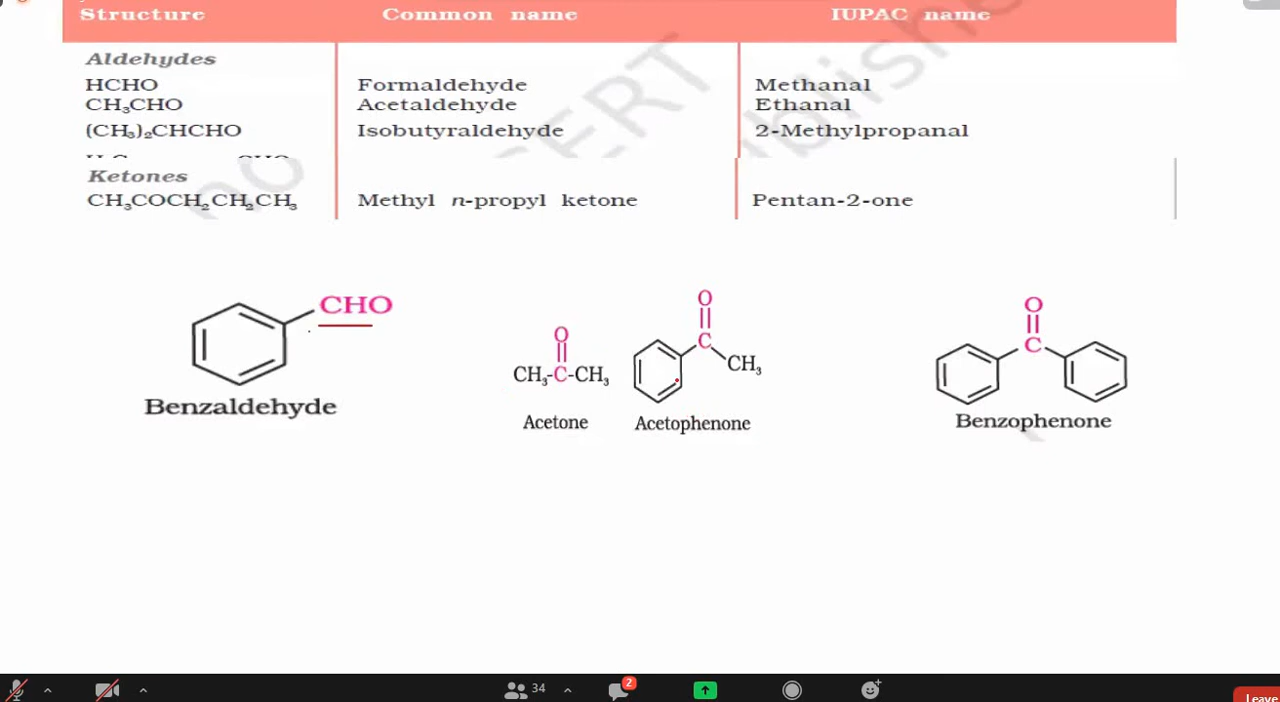 Structure Common name IUPAC name
Aldehydes
HCHO Formaldehyde Methanal
CH₃CHO Acetaldehyde Ethanal
(CH₃)₂CHCHO Isobutyraldehyde 2-Methylpropanal
Ketones
CH₃COCH₂CH₂CH₃ Methyl n-propyl ketone Pentan-2-one
CHO
Benzaldehyde
O
CH₃-C-CH₃
Acetone
O
C
CH₃
Acetophenone
O
C
Benzophenone
34
2
Leave